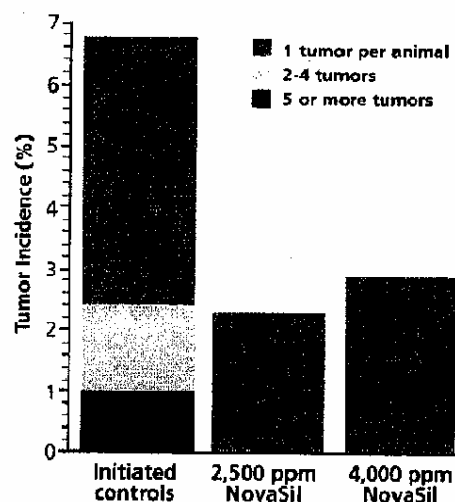 7
6
5
4
3
2
1
0
Tumor Incidence (%)
1 tumor per animal
2-4 tumors
5 or more tumors
Initiated controls
2,500 ppm NovaSil
4,000 ppm NovaSil